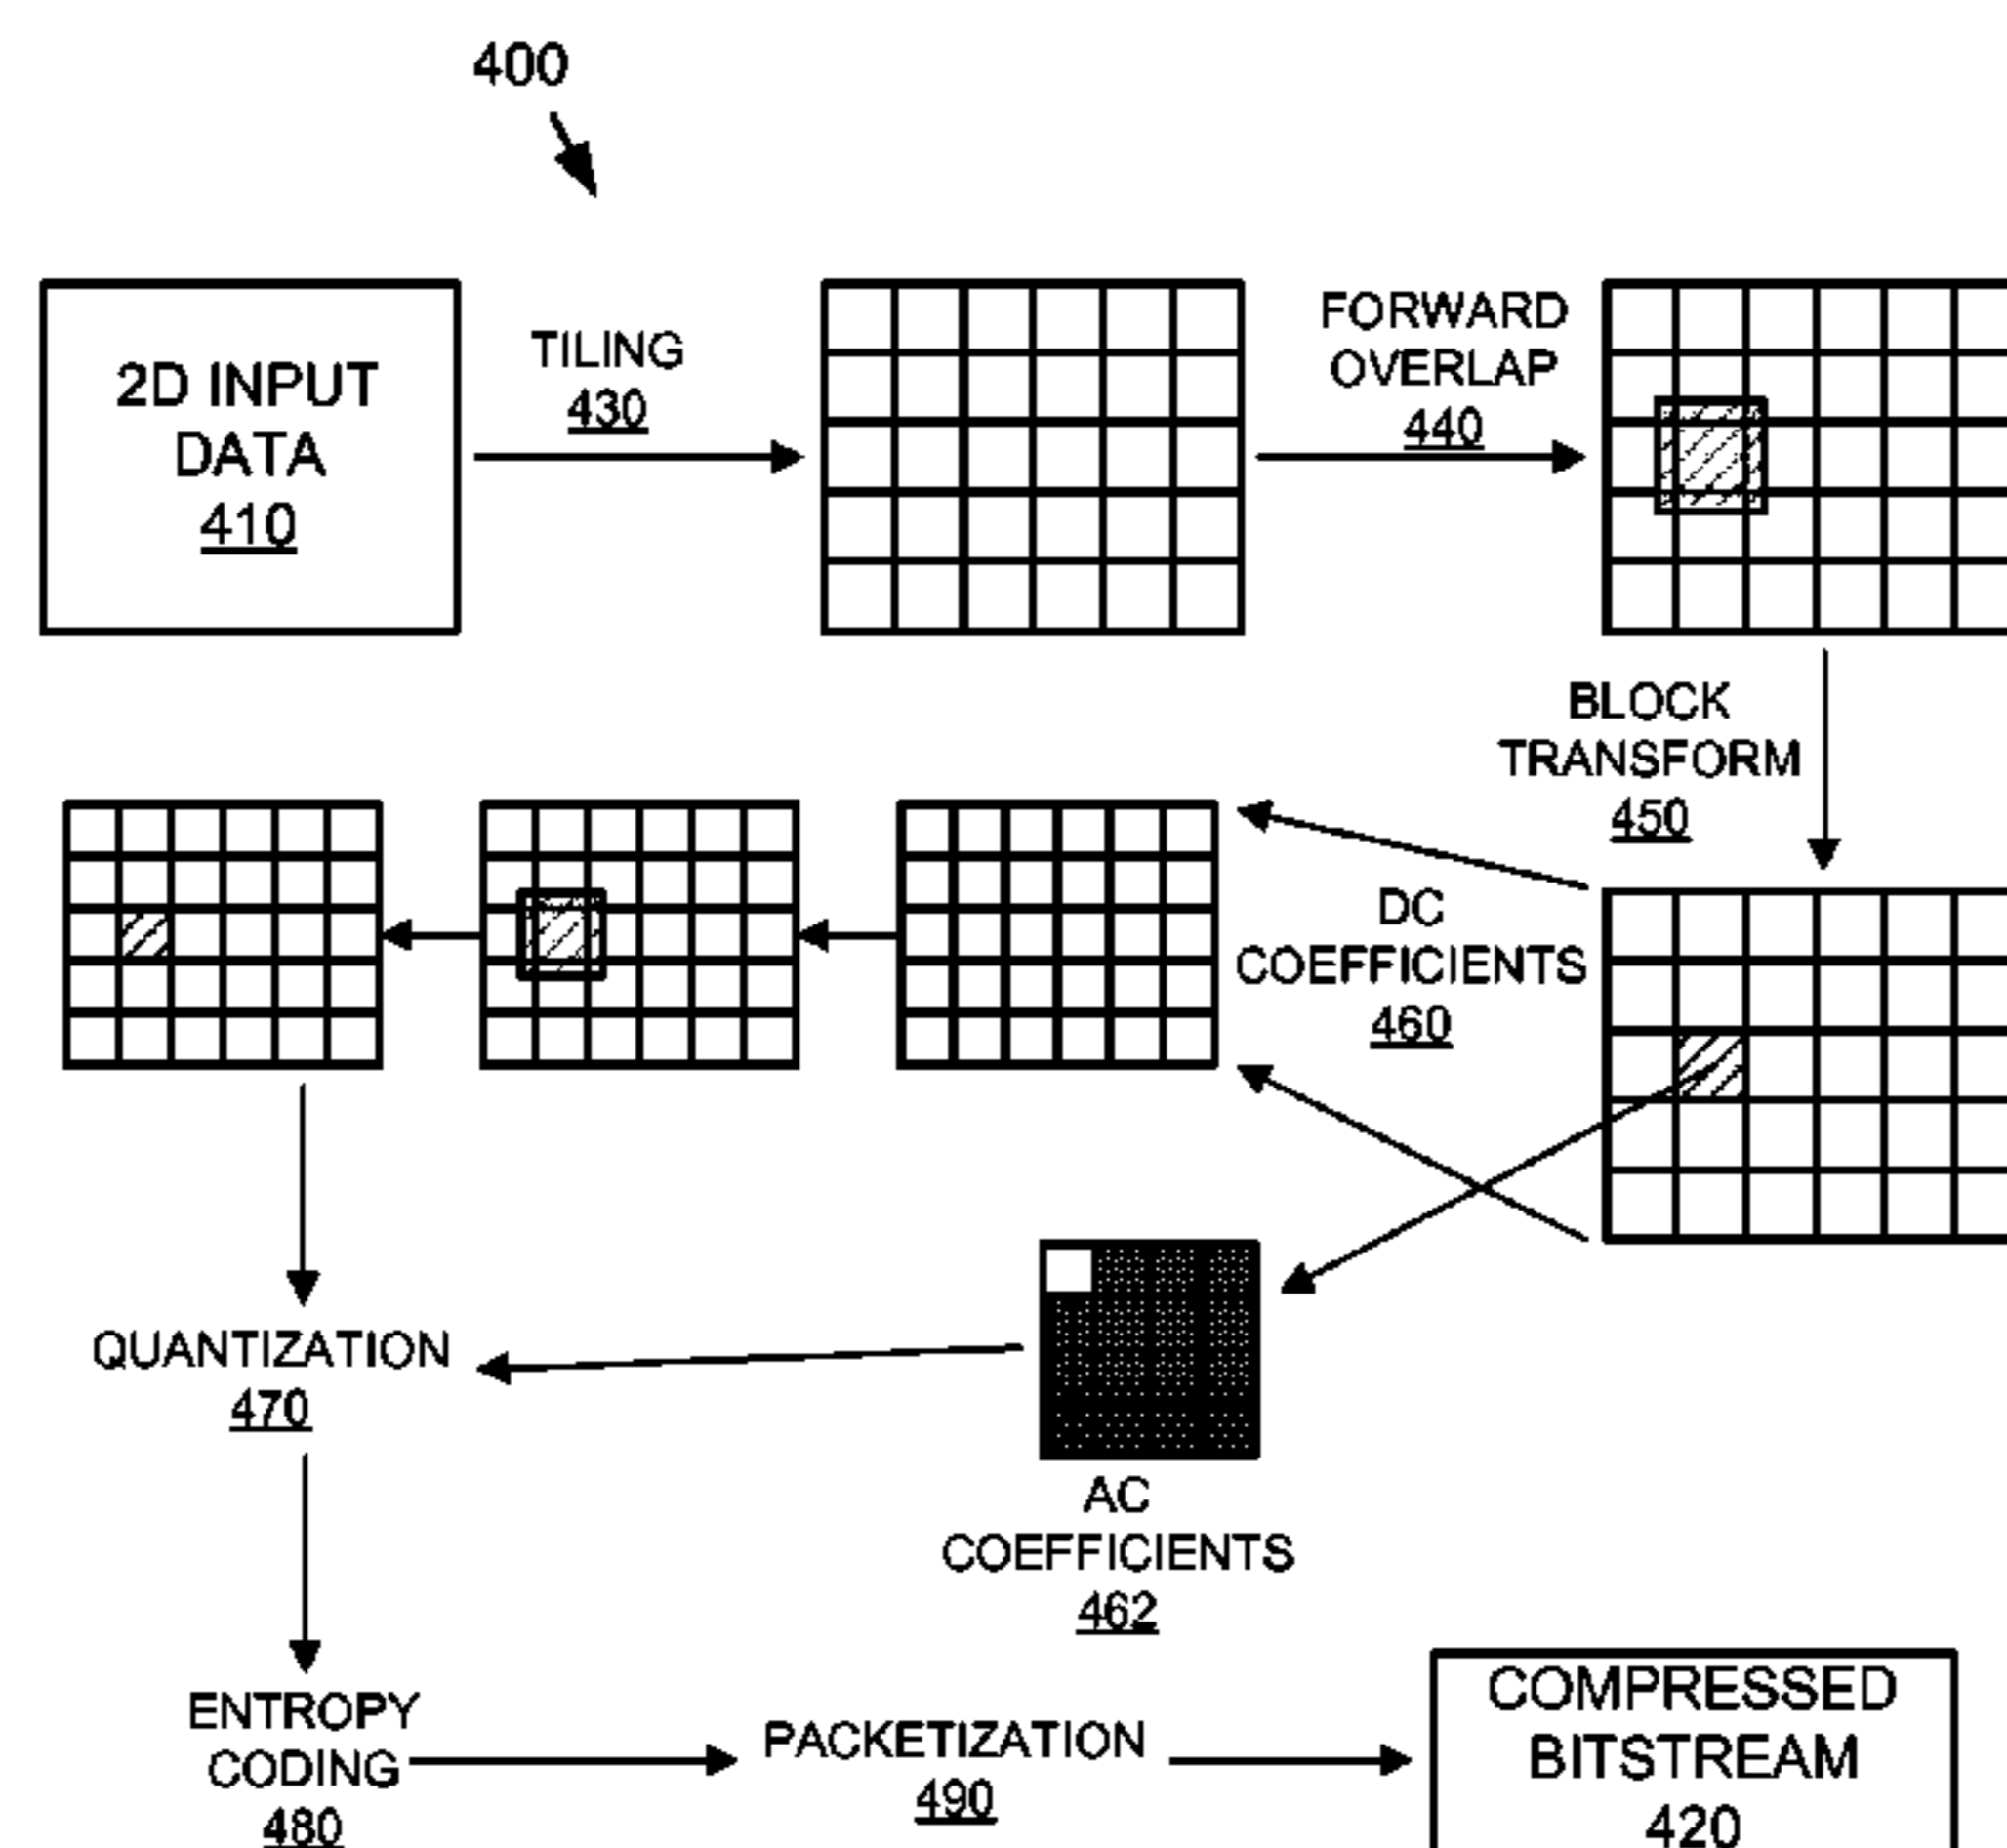 400
2D INPUT
DATA
410
TILING
430
FORWARD
OVERLAP
440
BLOCK
TRANSFORM
450
DC
COEFFICIENTS
460
QUANTIZATION
470
AC
COEFFICIENTS
462
ENTROPY
CODING
480
PACKETIZATION
490
COMPRESSED
BITSTREAM
420